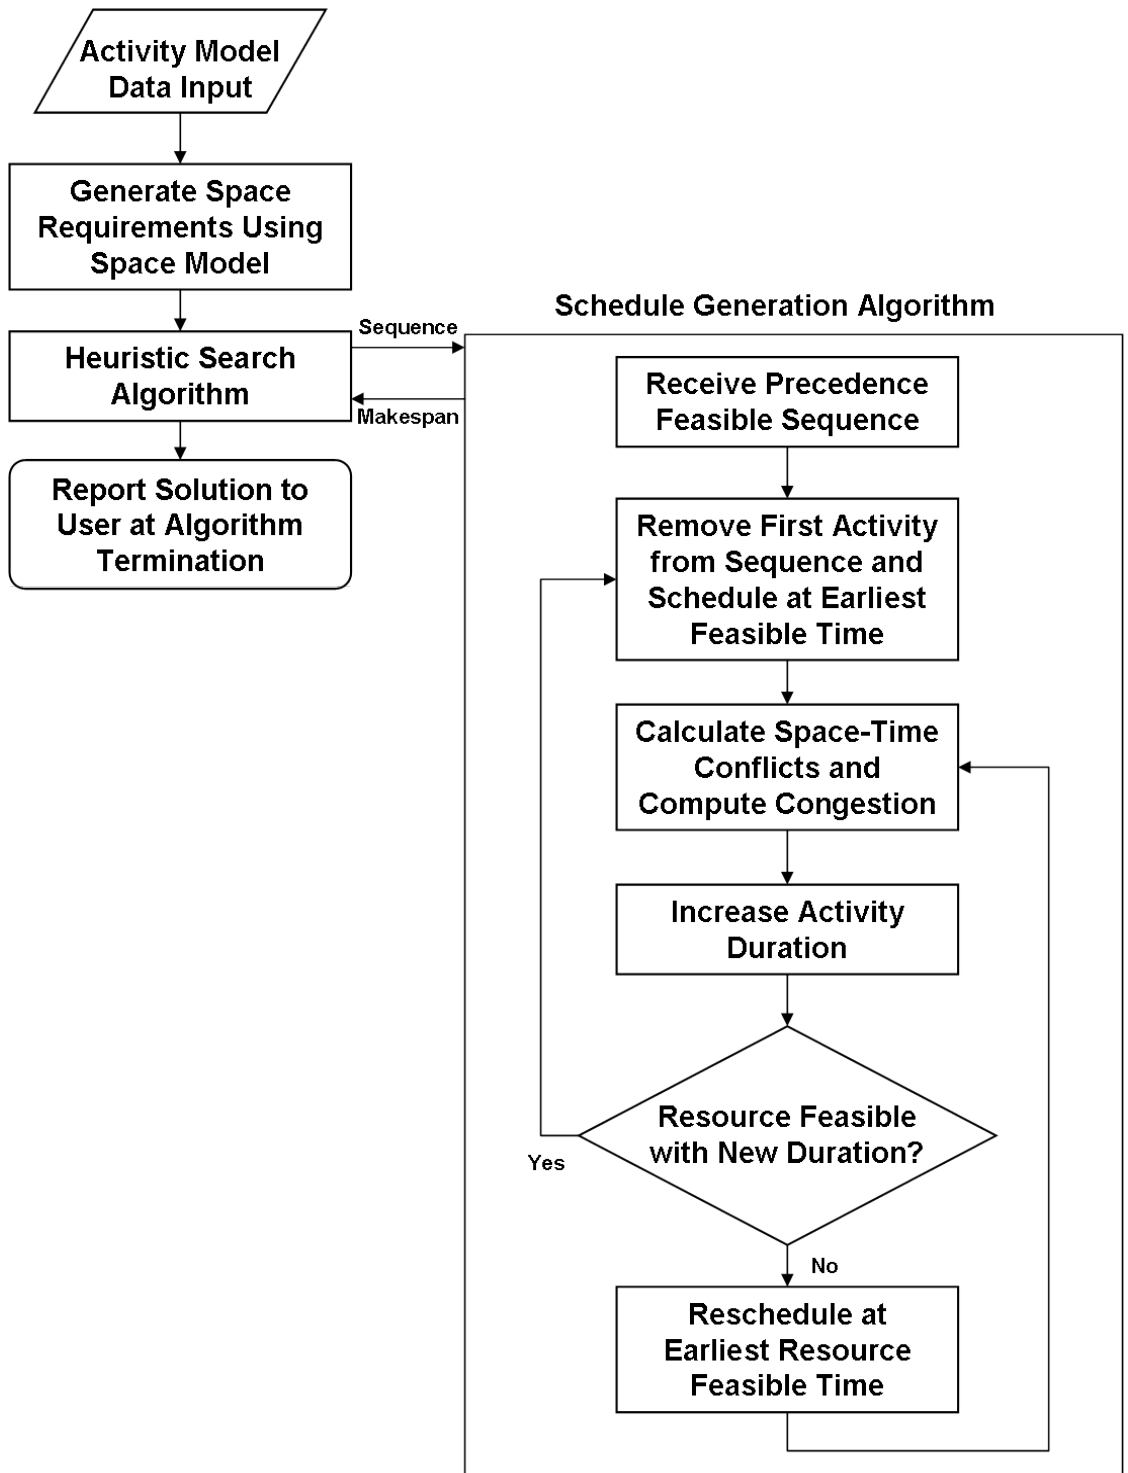 Activity Model
Data Input
Generate Space
Requirements Using
Space Model
Heuristic Search
Algorithm
Sequence
Makespan
Report Solution to
User at Algorithm
Termination
Schedule Generation Algorithm
Receive Precedence
Feasible Sequence
Remove First Activity
from Sequence and
Schedule at Earliest
Feasible Time
Calculate Space-Time
Conflicts and
Compute Congestion
Increase Activity
Duration
Resource Feasible
with New Duration?
Yes
No
Reschedule at
Earliest Resource
Feasible Time